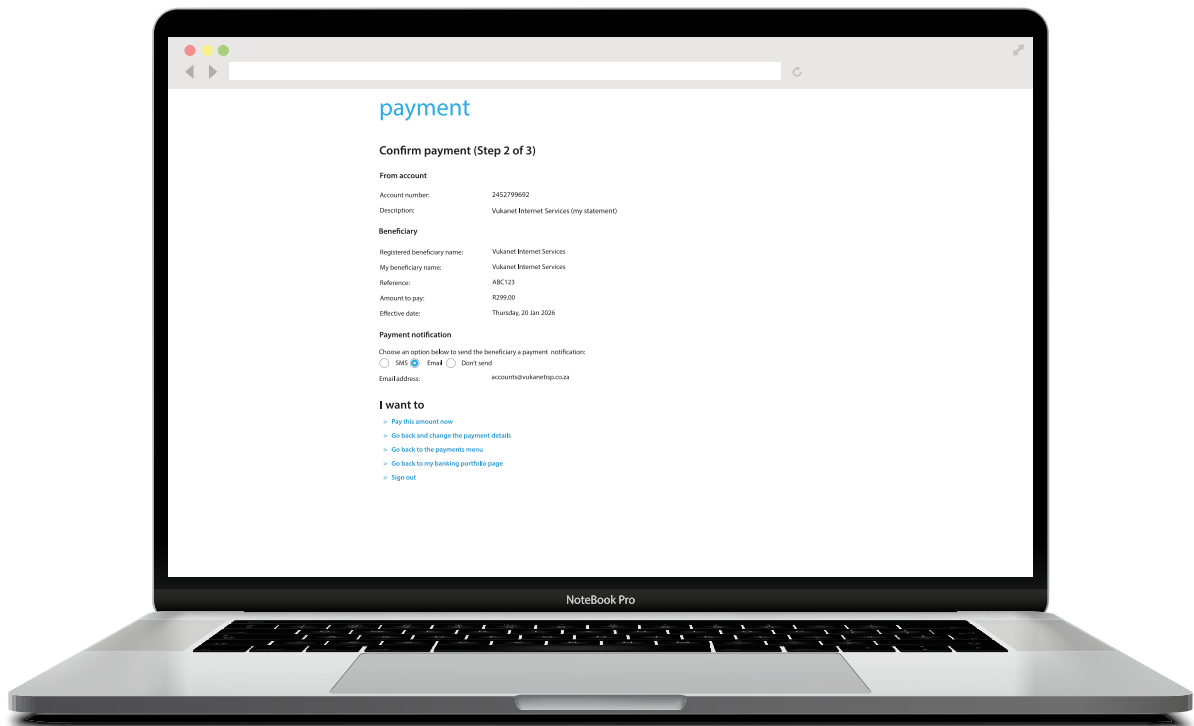 payment
Confirm payment (Step 2 of 3)
From account
Account number: 2452799692
Description: Vukanet Internet Services (my statement)
Beneficiary
Registered beneficiary name: Vukanet Internet Services
My beneficiary name: Vukanet Internet Services
Reference: ABC123
Amount to pay: R299.00
Effective date: Thursday, 20 Jan 2026
Payment notification
Choose an option below to send the beneficiary a payment notification:
SMS Email Don't send
Email address: accounts@vukanetisp.co.za
I want to
> Pay this amount now
> Go back and change the payment details
> Go back to the payments menu
> Go back to my banking portfolio page
> Sign out
NoteBook Pro